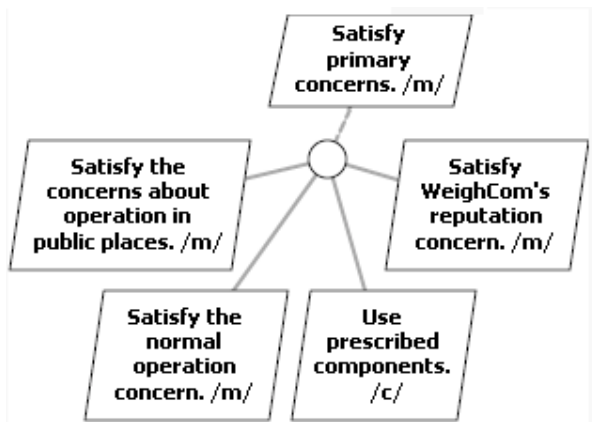 Satisfy
primary
concerns. /m/
Satisfy the
concerns about
operation in
public places. /m/
Satisfy
WeighCom's
reputation
concern. /m/
Satisfy the
normal
operation
concern. /m/
Use
prescribed
components.
/c/